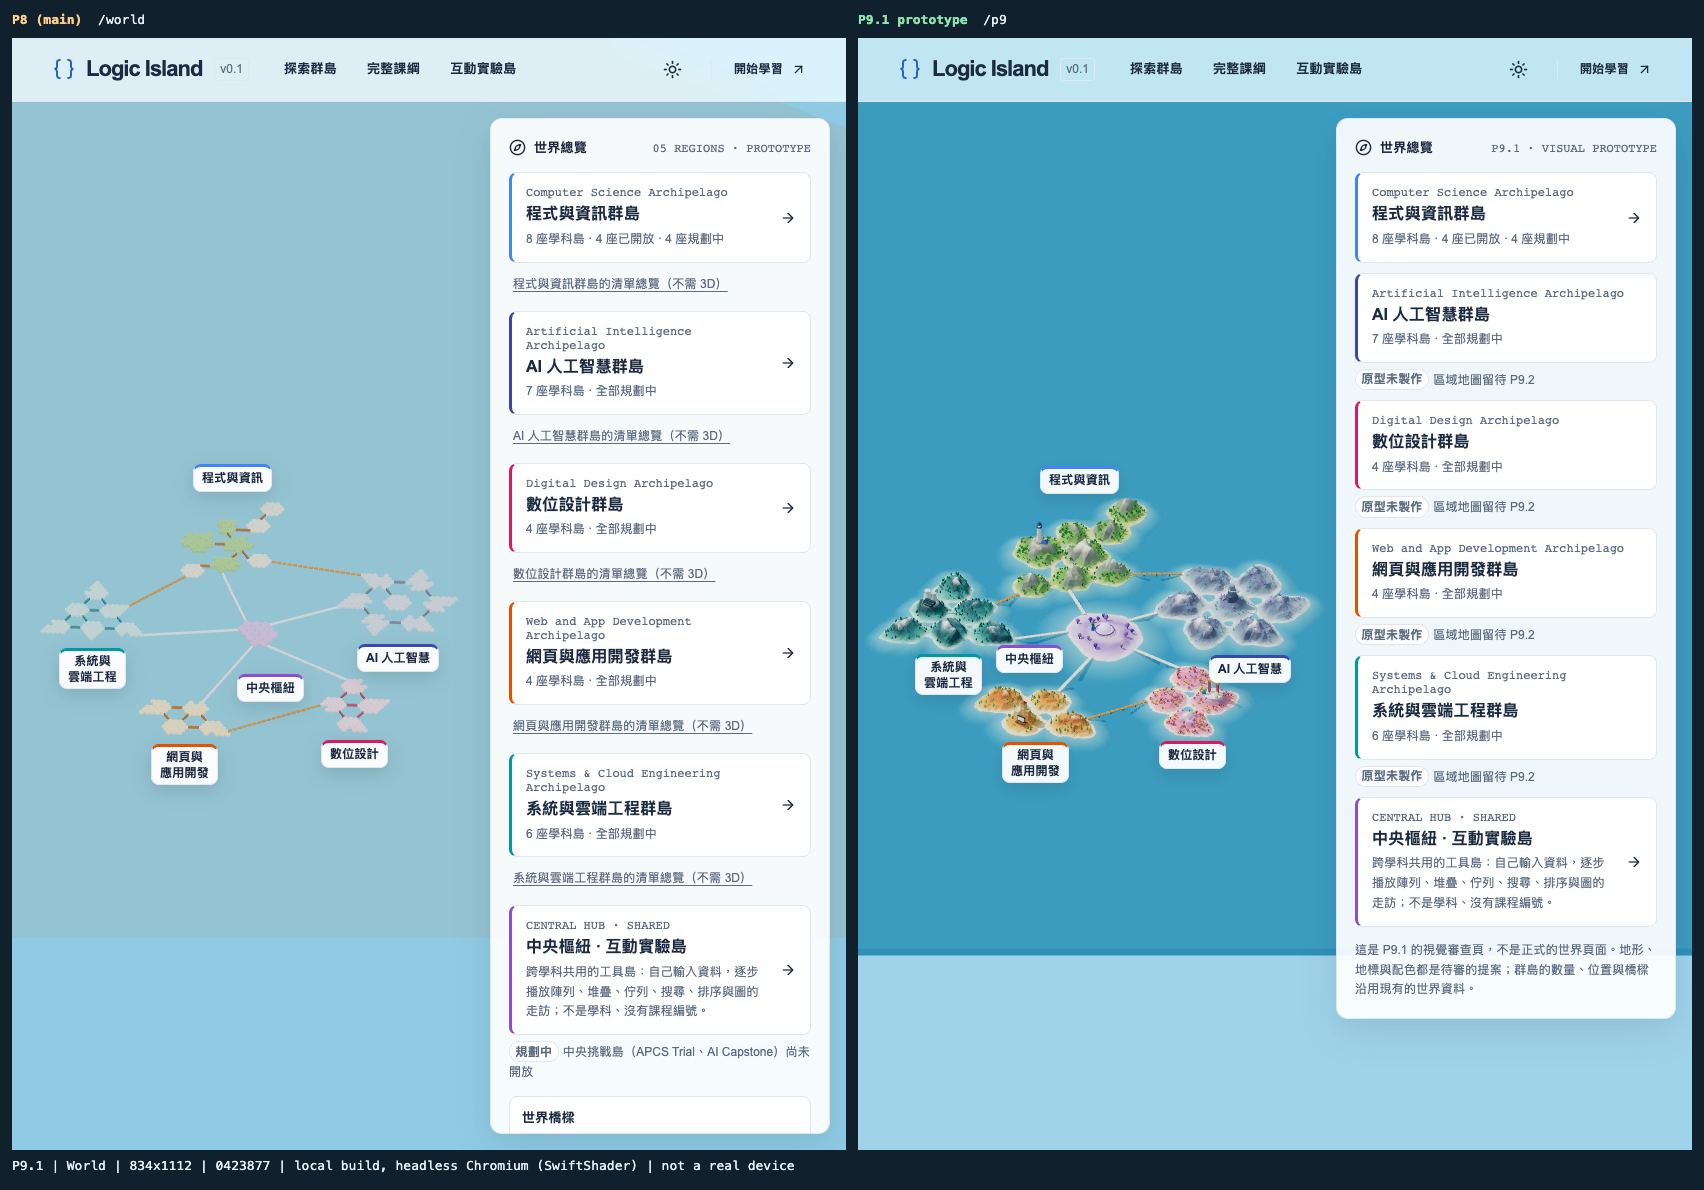 P8 (main) /world
Logic Island v0.1 探索群島 完整課綱 互動實驗島 開始學習
世界總覽 05 REGIONS · PROTOTYPE
Computer Science Archipelago
程式與資訊群島
8 座學科島 · 4 座已開放 · 4 座規劃中
程式與資訊群島的清單總覽（不需 3D）
Artificial Intelligence
Archipelago
AI 人工智慧群島
7 座學科島 · 全部規劃中
AI 人工智慧群島的清單總覽（不需 3D）
Digital Design Archipelago
數位設計群島
4 座學科島 · 全部規劃中
數位設計群島的清單總覽（不需 3D）
Web and App Development
Archipelago
網頁與應用開發群島
4 座學科島 · 全部規劃中
網頁與應用開發群島的清單總覽（不需 3D）
Systems & Cloud Engineering
Archipelago
系統與雲端工程群島
6 座學科島 · 全部規劃中
系統與雲端工程群島的清單總覽（不需 3D）
CENTRAL HUB · SHARED
中央樞紐 · 互動實驗島
跨學科共用的工具島：自己輸入資料，逐步
播放陣列、堆疊、佇列、搜尋、排序與圖的
走訪；不是學科、沒有課程編號。
規劃中 中央挑戰島（APCS Trial、AI Capstone）尚未
開放
世界橋樑
程式與資訊
系統與
雲端工程
AI 人工智慧
中央樞紐
網頁與
應用開發
數位設計
P9.1 prototype /p9
Logic Island v0.1 探索群島 完整課綱 互動實驗島 開始學習
世界總覽 P9.1 · VISUAL PROTOTYPE
Computer Science Archipelago
程式與資訊群島
8 座學科島 · 4 座已開放 · 4 座規劃中
Artificial Intelligence Archipelago
AI 人工智慧群島
7 座學科島 · 全部規劃中
原型未製作 區域地圖留待 P9.2
Digital Design Archipelago
數位設計群島
4 座學科島 · 全部規劃中
原型未製作 區域地圖留待 P9.2
Web and App Development Archipelago
網頁與應用開發群島
4 座學科島 · 全部規劃中
原型未製作 區域地圖留待 P9.2
Systems & Cloud Engineering
Archipelago
系統與雲端工程群島
6 座學科島 · 全部規劃中
原型未製作 區域地圖留待 P9.2
CENTRAL HUB · SHARED
中央樞紐 · 互動實驗島
跨學科共用的工具島：自己輸入資料，逐步
播放陣列、堆疊、佇列、搜尋、排序與圖的
走訪；不是學科、沒有課程編號。
這是 P9.1 的視覺審查頁，不是正式的世界頁面。地形、
地標與配色都是待審的提案；群島的數量、位置與橋樑
沿用現有的世界資料。
程式與資訊
系統與
雲端工程
中央樞紐
AI 人工智慧
網頁與
應用開發
數位設計
P9.1 | World | 834x1112 | 0423877 | local build, headless Chromium (SwiftShader) | not a real device